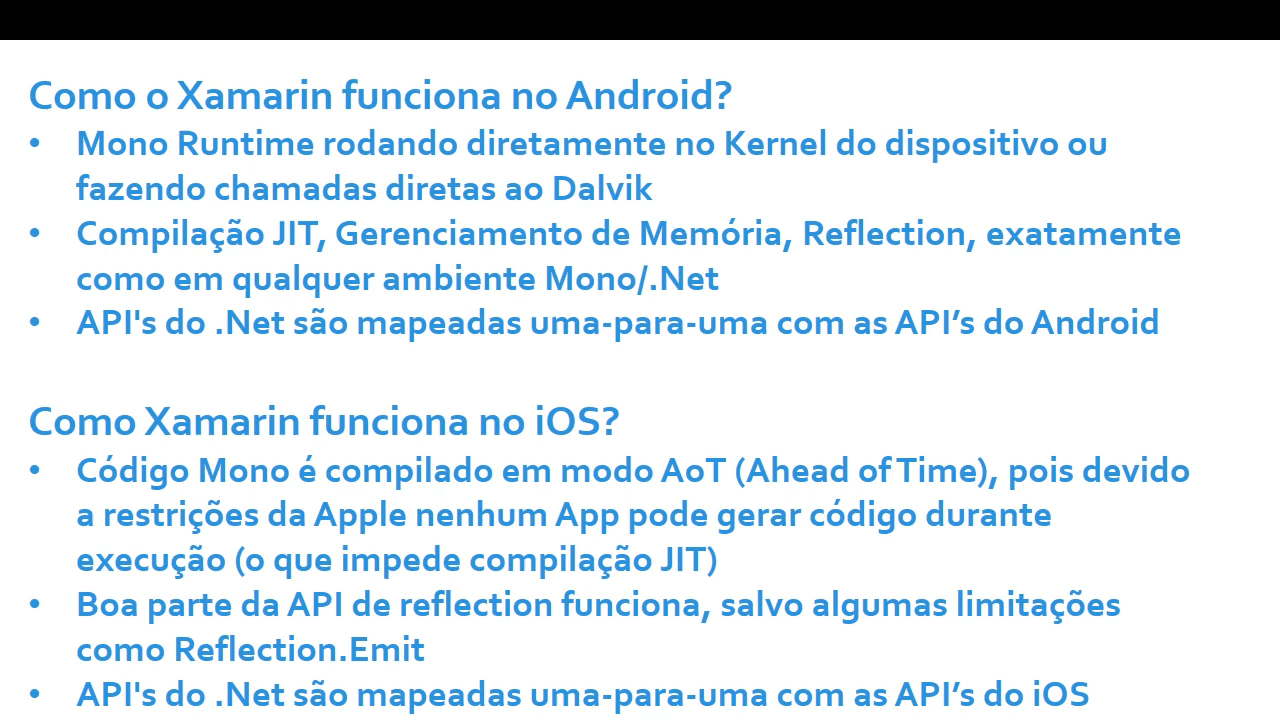 Como o Xamarin funciona no Android?
• Mono Runtime rodando diretamente no Kernel do dispositivo ou
fazendo chamadas diretas ao Dalvik
• Compilação JIT, Gerenciamento de Memória, Reflection, exatamente
como em qualquer ambiente Mono/.Net
• API's do .Net são mapeadas uma-para-uma com as API’s do Android
Como Xamarin funciona no iOS?
• Código Mono é compilado em modo AoT (Ahead of Time), pois devido
a restrições da Apple nenhum App pode gerar código durante
execução (o que impede compilação JIT)
• Boa parte da API de reflection funciona, salvo algumas limitações
como Reflection.Emit
• API's do .Net são mapeadas uma-para-uma com as API’s do iOS